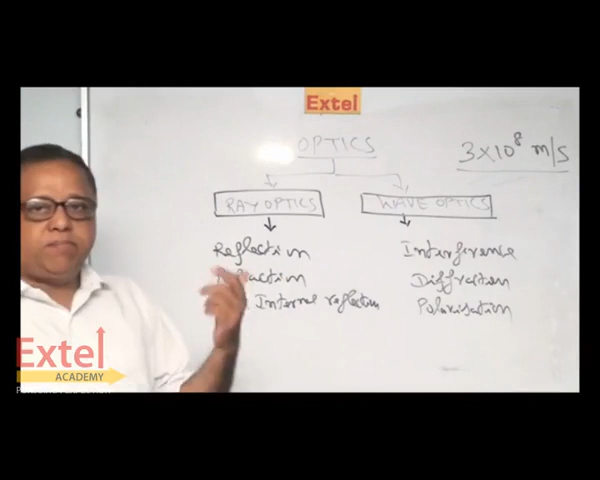 Extel
OPTICS
3×10⁸ m/s
RAY OPTICS
WAVE OPTICS
Reflection
Interference
Diffraction
Internal reflection
Polarisation
Extel
ACADEMY